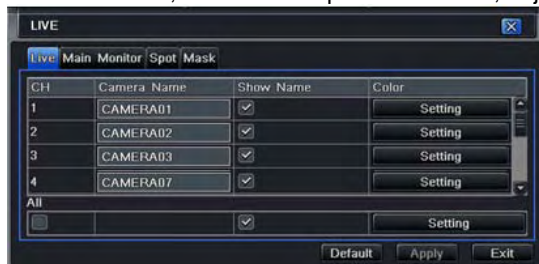 LIVE
Live Main Monitor Spot Mask
CH Camera Name Show Name Color
1 CAMERA01 Setting
2 CAMERA02 Setting
3 CAMERA03 Setting
4 CAMERA07 Setting
All
Setting
Default Apply Exit